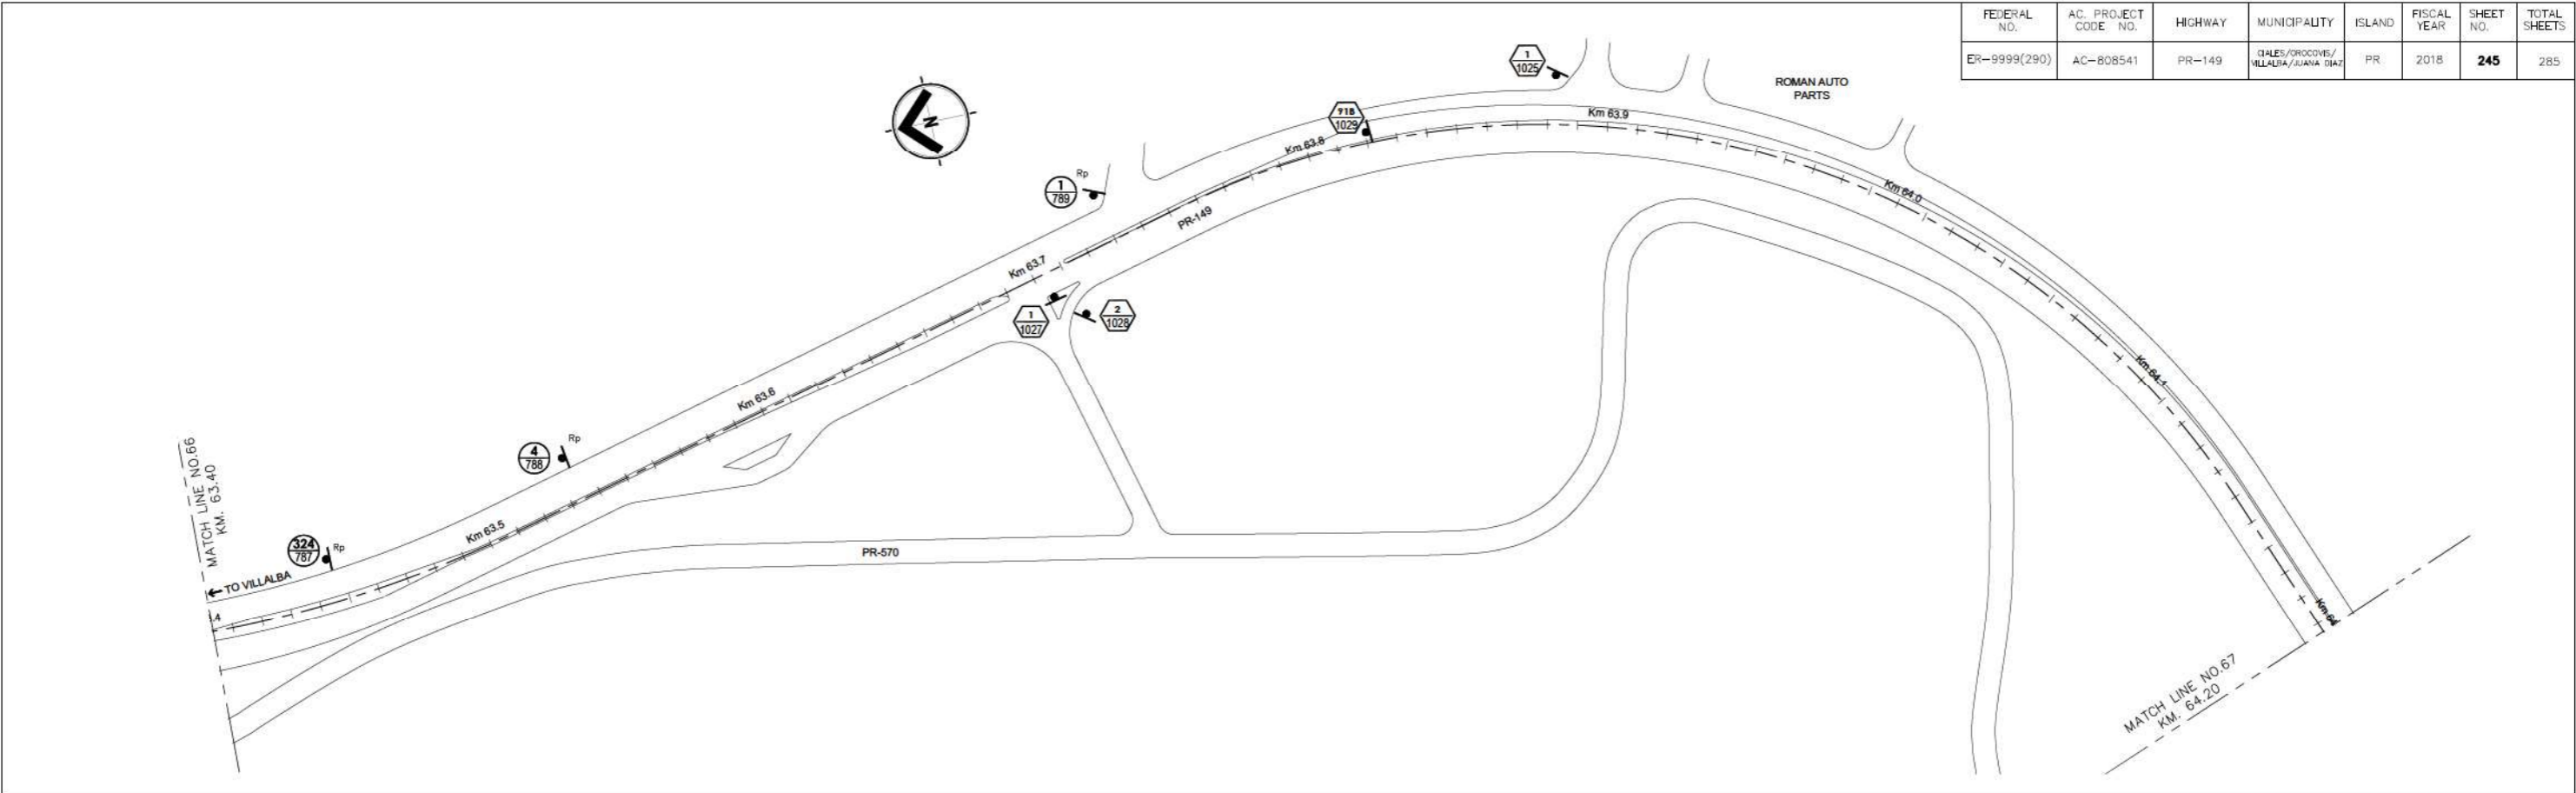 FEDERAL NO.
AC. PROJECT CODE NO.
HIGHWAY
MUNICIPALITY
ISLAND
FISCAL YEAR
SHEET NO.
TOTAL SHEETS
ER-9999(290)
AC-808541
PR-149
CIALES/OROCOVIS/
VILLALBA/JUANA DIAZ
PR
2018
245
285
1
1025
ROMAN AUTO
PARTS
N
91B
1029
Km 63.9
Km 63.8
1
789
Rp
Km 64.0
PR-149
Km 63.7
1
1027
2
1028
Km 64.1
Km 63.6
4
788
Rp
MATCH LINE NO.66
KM. 63.40
Km 63.5
324
787
Rp
PR-570
TO VILLALBA
.4
Km 64
MATCH LINE NO.67
KM. 64.20